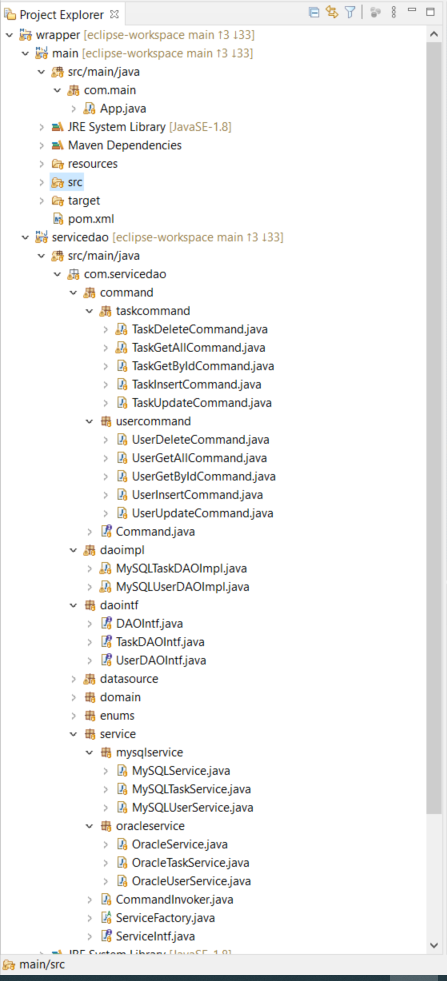 Project Explorer
wrapper [eclipse-workspace main ↑3 ↓33]
main [eclipse-workspace main ↑3 ↓33]
src/main/java
com.main
App.java
JRE System Library [JavaSE-1.8]
Maven Dependencies
resources
src
target
pom.xml
servicedao [eclipse-workspace main ↑3 ↓33]
src/main/java
com.servicedao
command
taskcommand
TaskDeleteCommand.java
TaskGetAllCommand.java
TaskGetByIdCommand.java
TaskInsertCommand.java
TaskUpdateCommand.java
usercommand
UserDeleteCommand.java
UserGetAllCommand.java
UserGetByIdCommand.java
UserInsertCommand.java
UserUpdateCommand.java
Command.java
daoimpl
MySQLTaskDAOImpl.java
MySQLUserDAOImpl.java
daointf
DAOIntf.java
TaskDAOIntf.java
UserDAOIntf.java
datasource
domain
enums
service
mysqlservice
MySQLService.java
MySQLTaskService.java
MySQLUserService.java
oracleservice
OracleService.java
OracleTaskService.java
OracleUserService.java
CommandInvoker.java
ServiceFactory.java
ServiceIntf.java
JRE System Library [JavaSE-1.8]
main/src